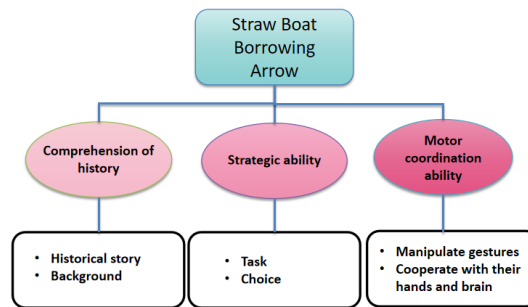 Straw Boat
Borrowing
Arrow
Comprehension of
history
Strategic ability
Motor
coordination
ability
• Historical story
• Background
• Task
• Choice
• Manipulate gestures
• Cooperate with their
hands and brain